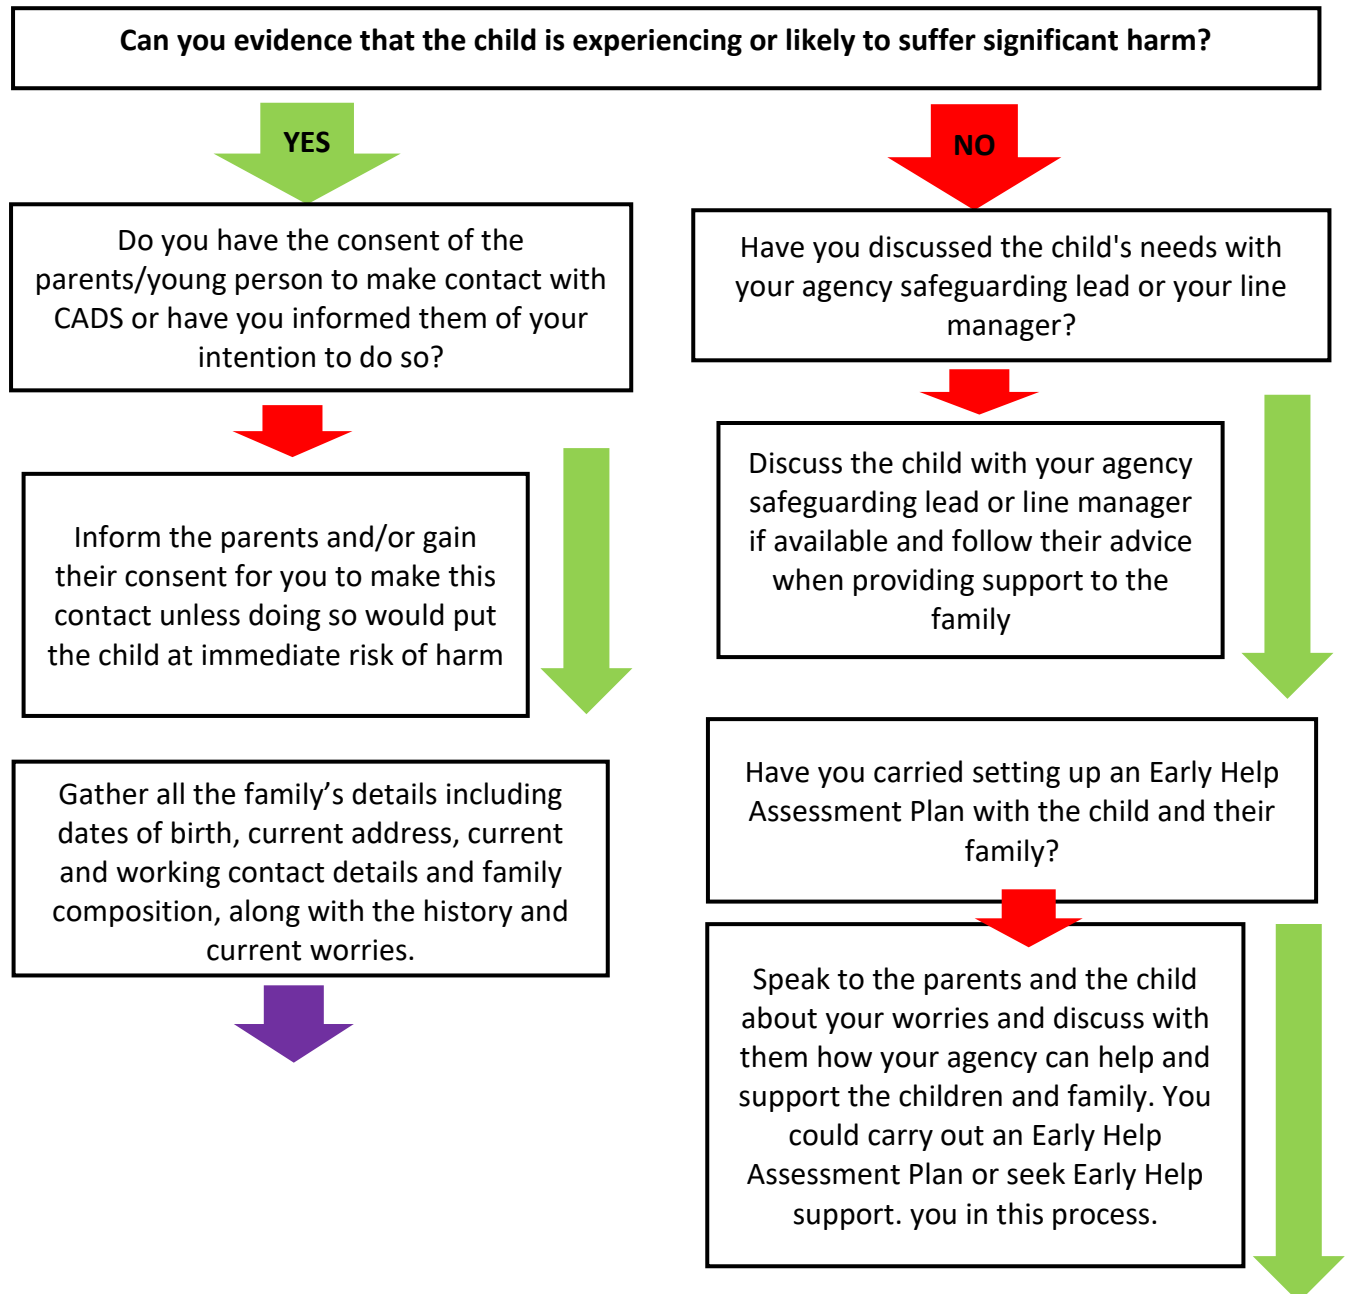 Can you evidence that the child is experiencing or likely to suffer significant harm?
YES
Do you have the consent of the
parents/young person to make contact with
CADS or have you informed them of your
intention to do so?
Inform the parents and/or gain
their consent for you to make this
contact unless doing so would put
the child at immediate risk of harm
Gather all the family’s details including
dates of birth, current address, current
and working contact details and family
composition, along with the history and
current worries.
NO
Have you discussed the child's needs with
your agency safeguarding lead or your line
manager?
Discuss the child with your agency
safeguarding lead or line manager
if available and follow their advice
when providing support to the
family
Have you carried setting up an Early Help
Assessment Plan with the child and their
family?
Speak to the parents and the child
about your worries and discuss with
them how your agency can help and
support the children and family. You
could carry out an Early Help
Assessment Plan or seek Early Help
support. you in this process.